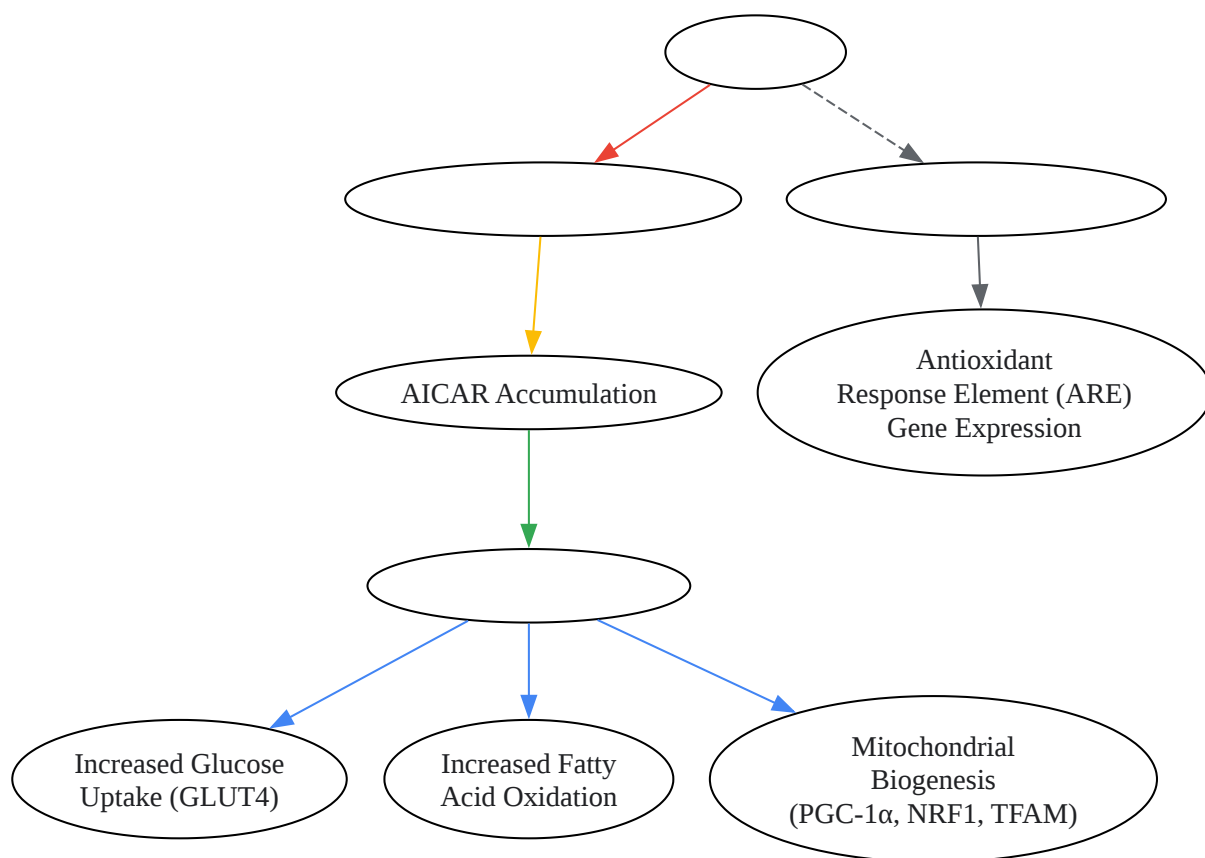 AICAR Accumulation
Antioxidant
Response Element (ARE)
Gene Expression
Increased Glucose
Uptake (GLUT4)
Increased Fatty
Acid Oxidation
Mitochondrial
Biogenesis
(PGC-1α, NRF1, TFAM)